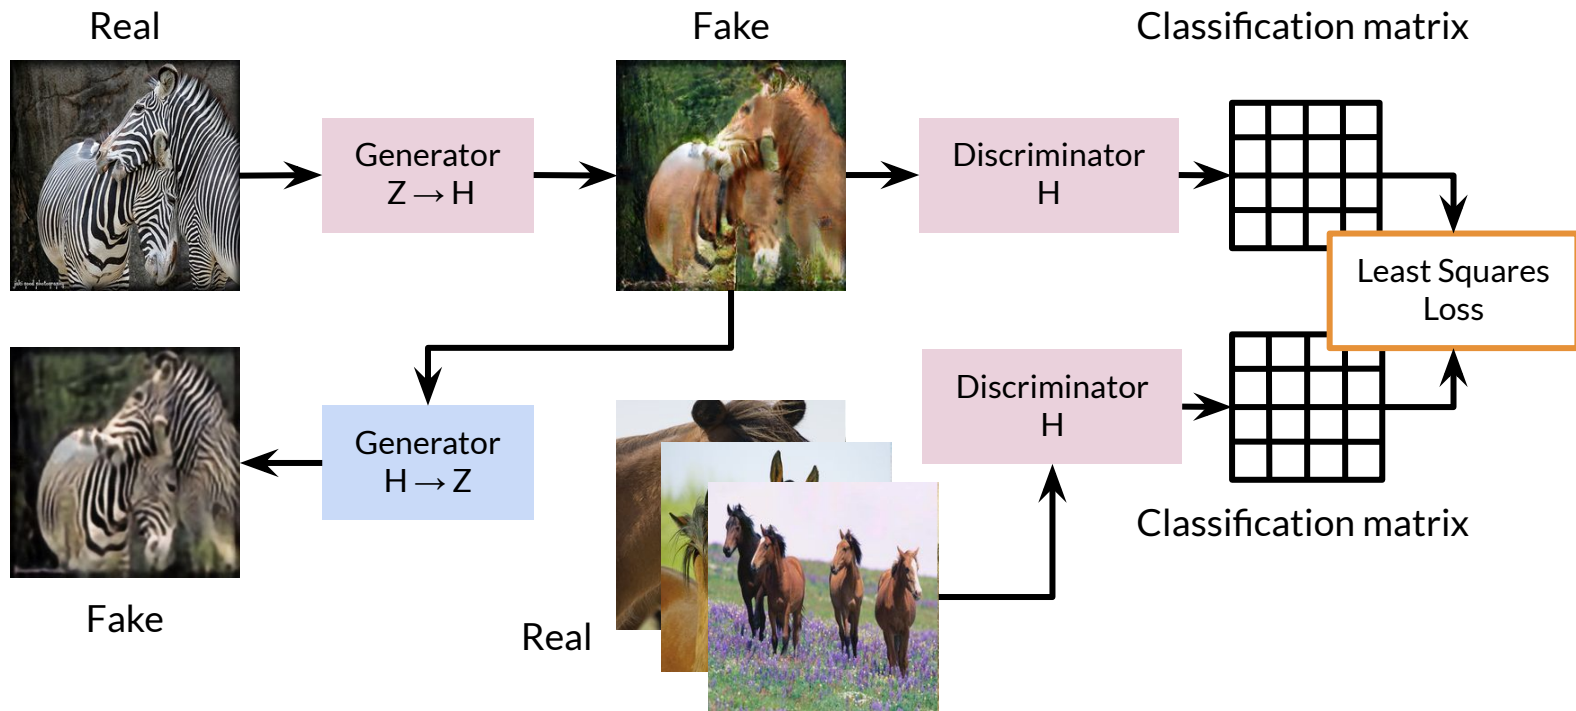 Real
Fake
Classification matrix
Generator
Z → H
Discriminator
H
Least Squares
Loss
Generator
H → Z
Discriminator
H
Classification matrix
Fake
Real